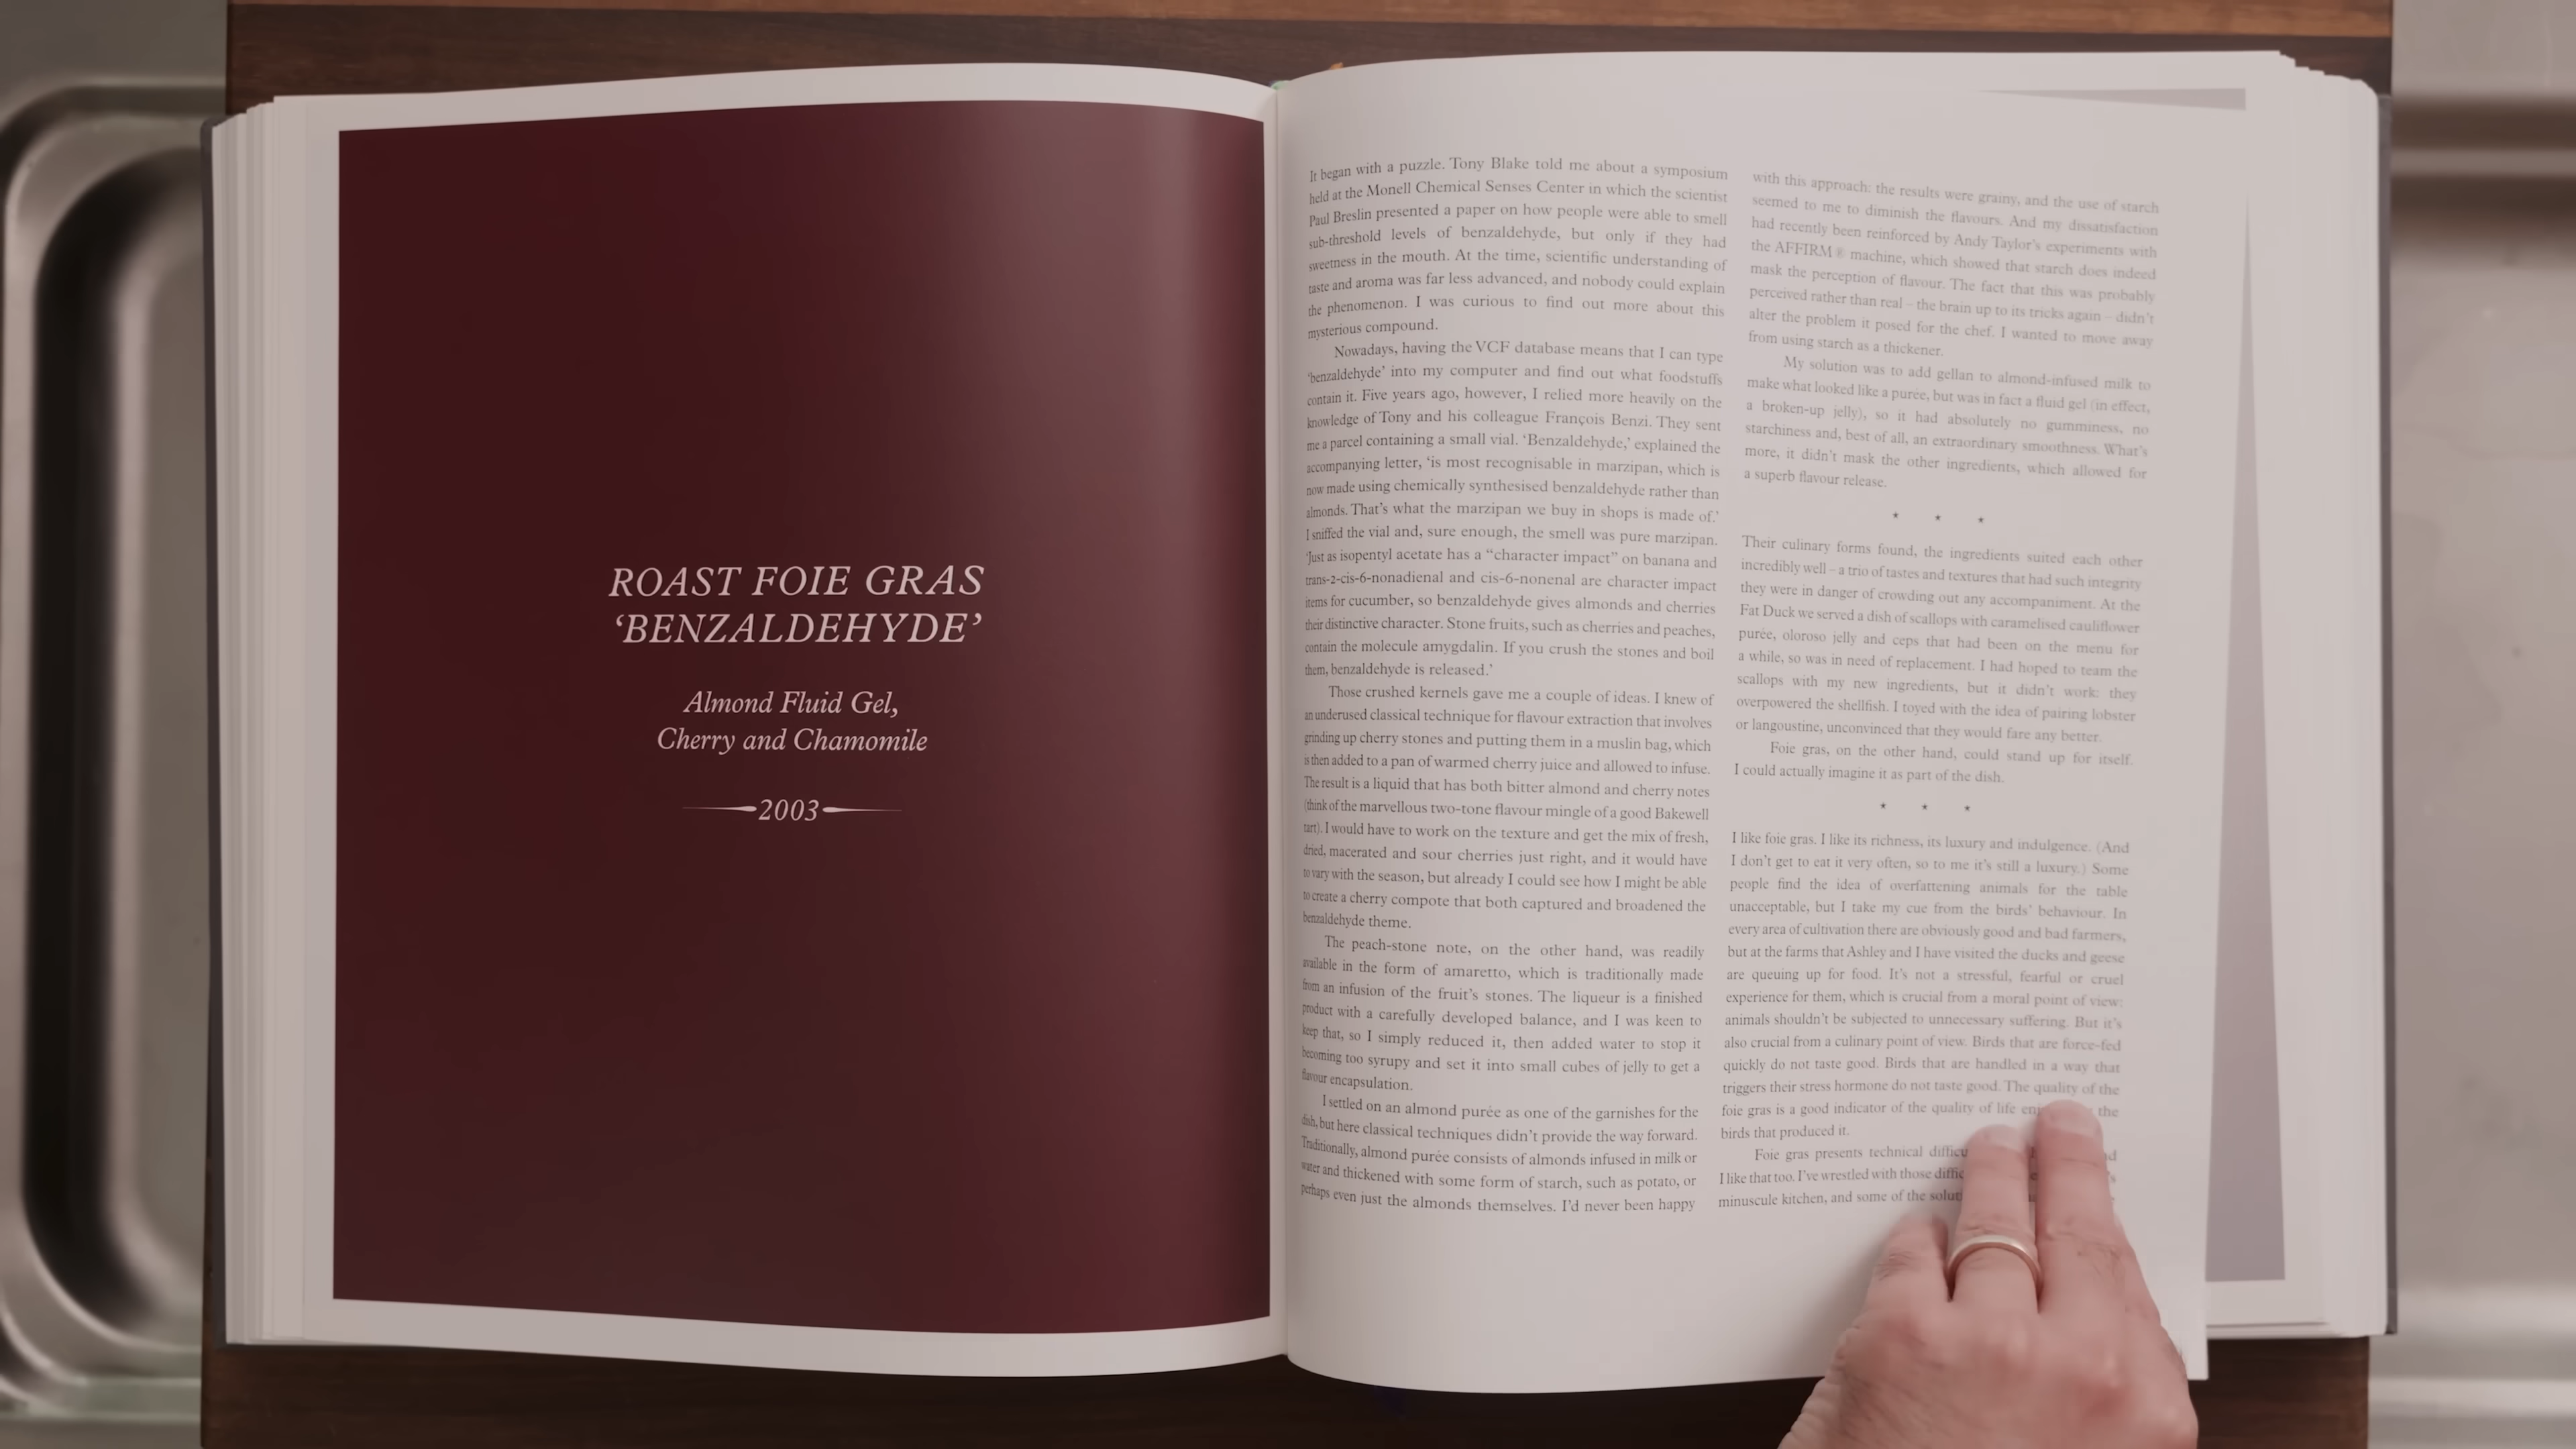 ROAST FOIE GRAS
‘BENZALDEHYDE’
Almond Fluid Gel,
Cherry and Chamomile
2003
It began with a puzzle. Tony Blake told me about a symposium
held at the Monell Chemical Senses Center in which the scientist
Paul Breslin presented a paper on how people were able to smell
sub-threshold levels of benzaldehyde, but only if they had
sweetness in the mouth. At the time, scientific understanding of
taste and aroma was far less advanced, and nobody could explain
the phenomenon. I was curious to find out more about this
mysterious compound.
Nowadays, having the VCF database means that I can type
‘benzaldehyde’ into my computer and find out what foodstuffs
contain it. Five years ago, however, I relied more heavily on the
knowledge of Tony and his colleague François Benzi. They sent
me a parcel containing a small vial. ‘Benzaldehyde,’ explained the
accompanying letter, ‘is most recognisable in marzipan, which is
now made using chemically synthesised benzaldehyde rather than
almonds. That’s what the marzipan we buy in shops is made of.’
I sniffed the vial and, sure enough, the smell was pure marzipan.
‘Just as isopentyl acetate has a “character impact” on banana and
trans-2-cis-6-nonadienal and cis-6-nonenal are character impact
items for cucumber, so benzaldehyde gives almonds and cherries
their distinctive character. Stone fruits, such as cherries and peaches,
contain the molecule amygdalin. If you crush the stones and boil
them, benzaldehyde is released.’
Those crushed kernels gave me a couple of ideas. I knew of
an underused classical technique for flavour extraction that involves
grinding up cherry stones and putting them in a muslin bag, which
is then added to a pan of warmed cherry juice and allowed to infuse.
The result is a liquid that has both bitter almond and cherry notes
(think of the marvellous two-tone flavour mingle of a good Bakewell
tart). I would have to work on the texture and get the mix of fresh,
dried, macerated and sour cherries just right, and it would have
to vary with the season, but already I could see how I might be able
to create a cherry compote that both captured and broadened the
benzaldehyde theme.
The peach-stone note, on the other hand, was readily
available in the form of amaretto, which is traditionally made
from an infusion of the fruit’s stones. The liqueur is a finished
product with a carefully developed balance, and I was keen to
keep that, so I simply reduced it, then added water to stop it
becoming too syrupy and set it into small cubes of jelly to get a
flavour encapsulation.
I settled on an almond purée as one of the garnishes for the
dish, but here classical techniques didn’t provide the way forward.
Traditionally, almond purée consists of almonds infused in milk or
water and thickened with some form of starch, such as potato, or
perhaps even just the almonds themselves. I’d never been happy
with this approach: the results were grainy, and the use of starch
seemed to me to diminish the flavours. And my dissatisfaction
had recently been reinforced by Andy Taylor’s experiments with
the AFFIRM® machine, which showed that starch does indeed
mask the perception of flavour. The fact that this was probably
perceived rather than real – the brain up to its tricks again – didn’t
alter the problem it posed for the chef. I wanted to move away
from using starch as a thickener.
My solution was to add gellan to almond-infused milk to
make what looked like a purée, but was in fact a fluid gel (in effect,
a broken-up jelly), so it had absolutely no gumminess, no
starchiness and, best of all, an extraordinary smoothness. What’s
more, it didn’t mask the other ingredients, which allowed for
a superb flavour release.
* * *
Their culinary forms found, the ingredients suited each other
incredibly well – a trio of tastes and textures that had such integrity
they were in danger of crowding out any accompaniment. At the
Fat Duck we served a dish of scallops with caramelised cauliflower
purée, oloroso jelly and ceps that had been on the menu for
a while, so was in need of replacement. I had hoped to team the
scallops with my new ingredients, but it didn’t work: they
overpowered the shellfish. I toyed with the idea of pairing lobster
or langoustine, unconvinced that they would fare any better.
Foie gras, on the other hand, could stand up for itself.
I could actually imagine it as part of the dish.
* * *
I like foie gras. I like its richness, its luxury and indulgence. (And
I don’t get to eat it very often, so to me it’s still a luxury.) Some
people find the idea of overfattening animals for the table
unacceptable, but I take my cue from the birds’ behaviour. In
every area of cultivation there are obviously good and bad farmers,
but at the farms that Ashley and I have visited the ducks and geese
are queuing up for food. It’s not a stressful, fearful or cruel
experience for them, which is crucial from a moral point of view:
animals shouldn’t be subjected to unnecessary suffering. But it’s
also crucial from a culinary point of view. Birds that are force-fed
quickly do not taste good. Birds that are handled in a way that
triggers their stress hormone do not taste good. The quality of the
foie gras is a good indicator of the quality of life the
birds that produced it.
Foie gras presents technical
I like that too. I’ve wrestled with those
minuscule kitchen, and some of the